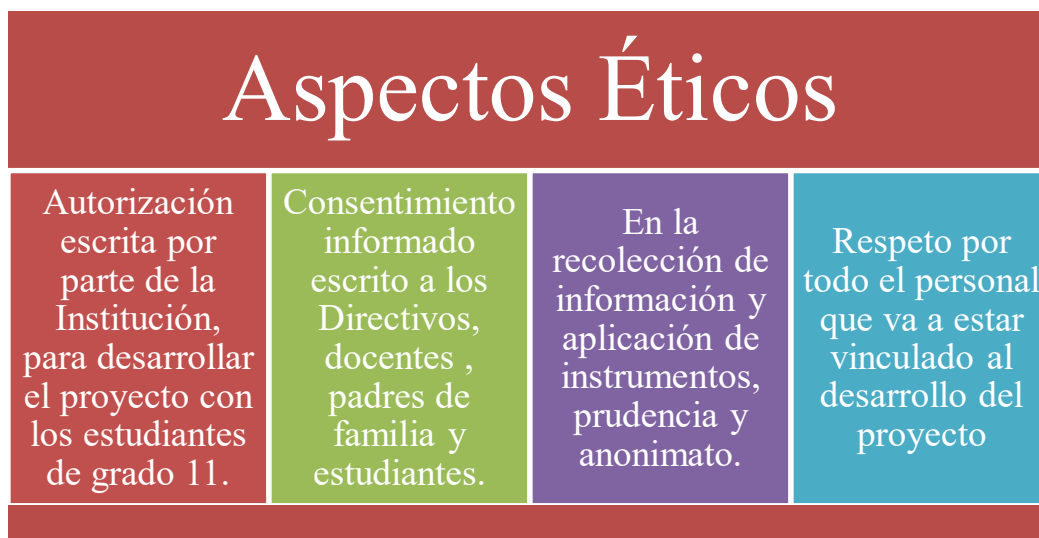 Aspectos Éticos
Autorización
escrita por
parte de la
Institución,
para desarrollar
el proyecto con
los estudiantes
de grado 11.
Consentimiento
informado
escrito a los
Directivos,
docentes ,
padres de
familia y
estudiantes.
En la
recolección de
información y
aplicación de
instrumentos,
prudencia y
anonimato.
Respeto por
todo el personal
que va a estar
vinculado al
desarrollo del
proyecto